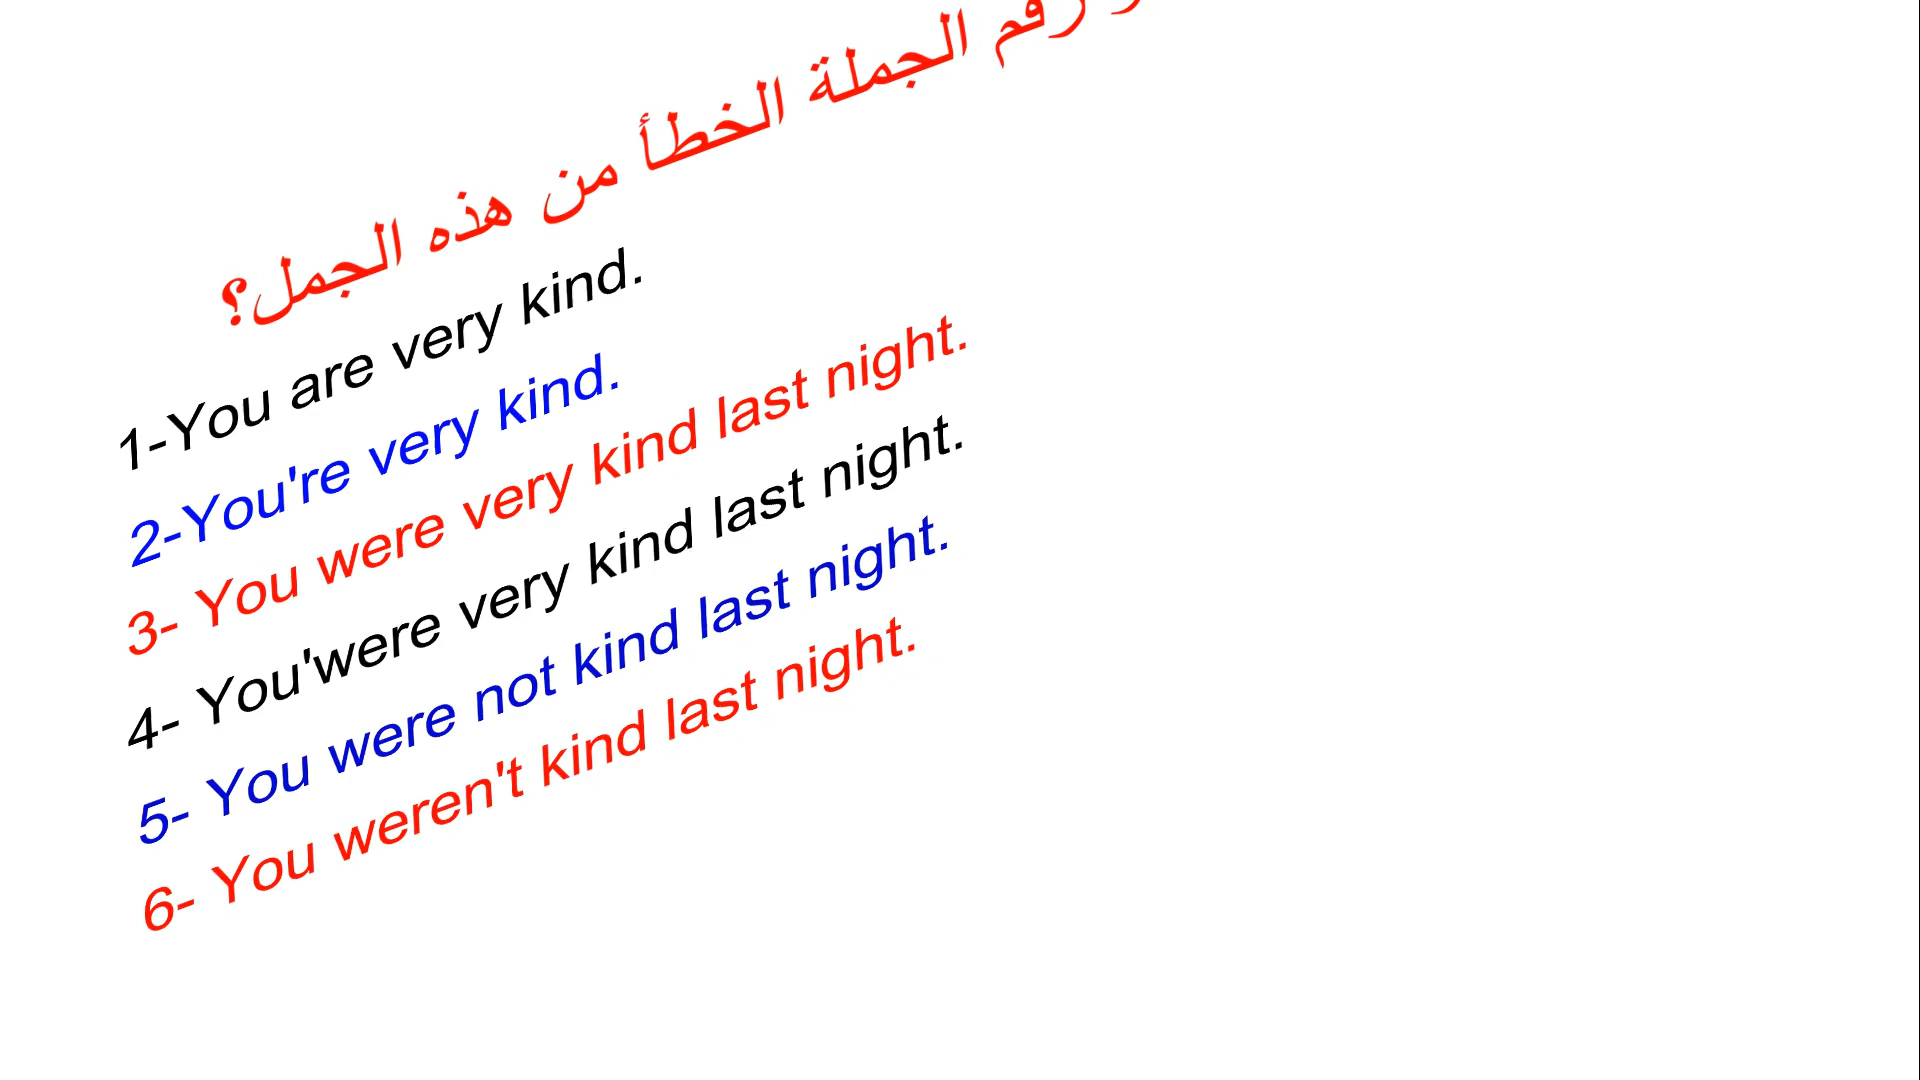 رقم الجملة الخطأ من هذه الجمل؟
1-You are very kind.
2-You're very kind.
3- You were very kind last night.
4- You'were very kind last night.
5- You were not kind last night.
6- You weren't kind last night.